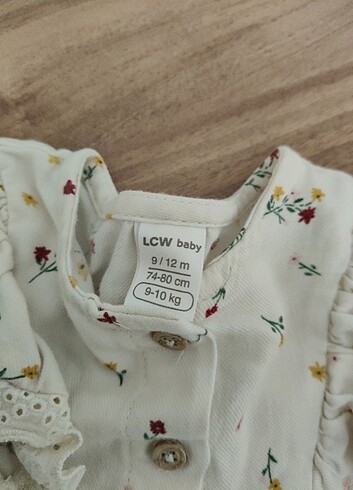 LCW baby
9 / 12 m
74-80 cm
9-10 kg